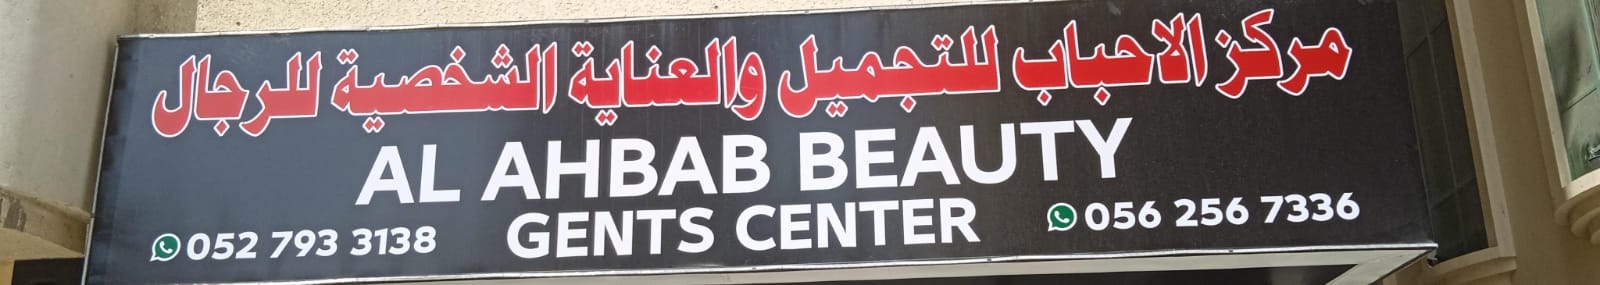 مركز الاحباب للتجميل والعناية الشخصية للرجال
AL AHBAB BEAUTY
GENTS CENTER
052 793 3138
056 256 7336